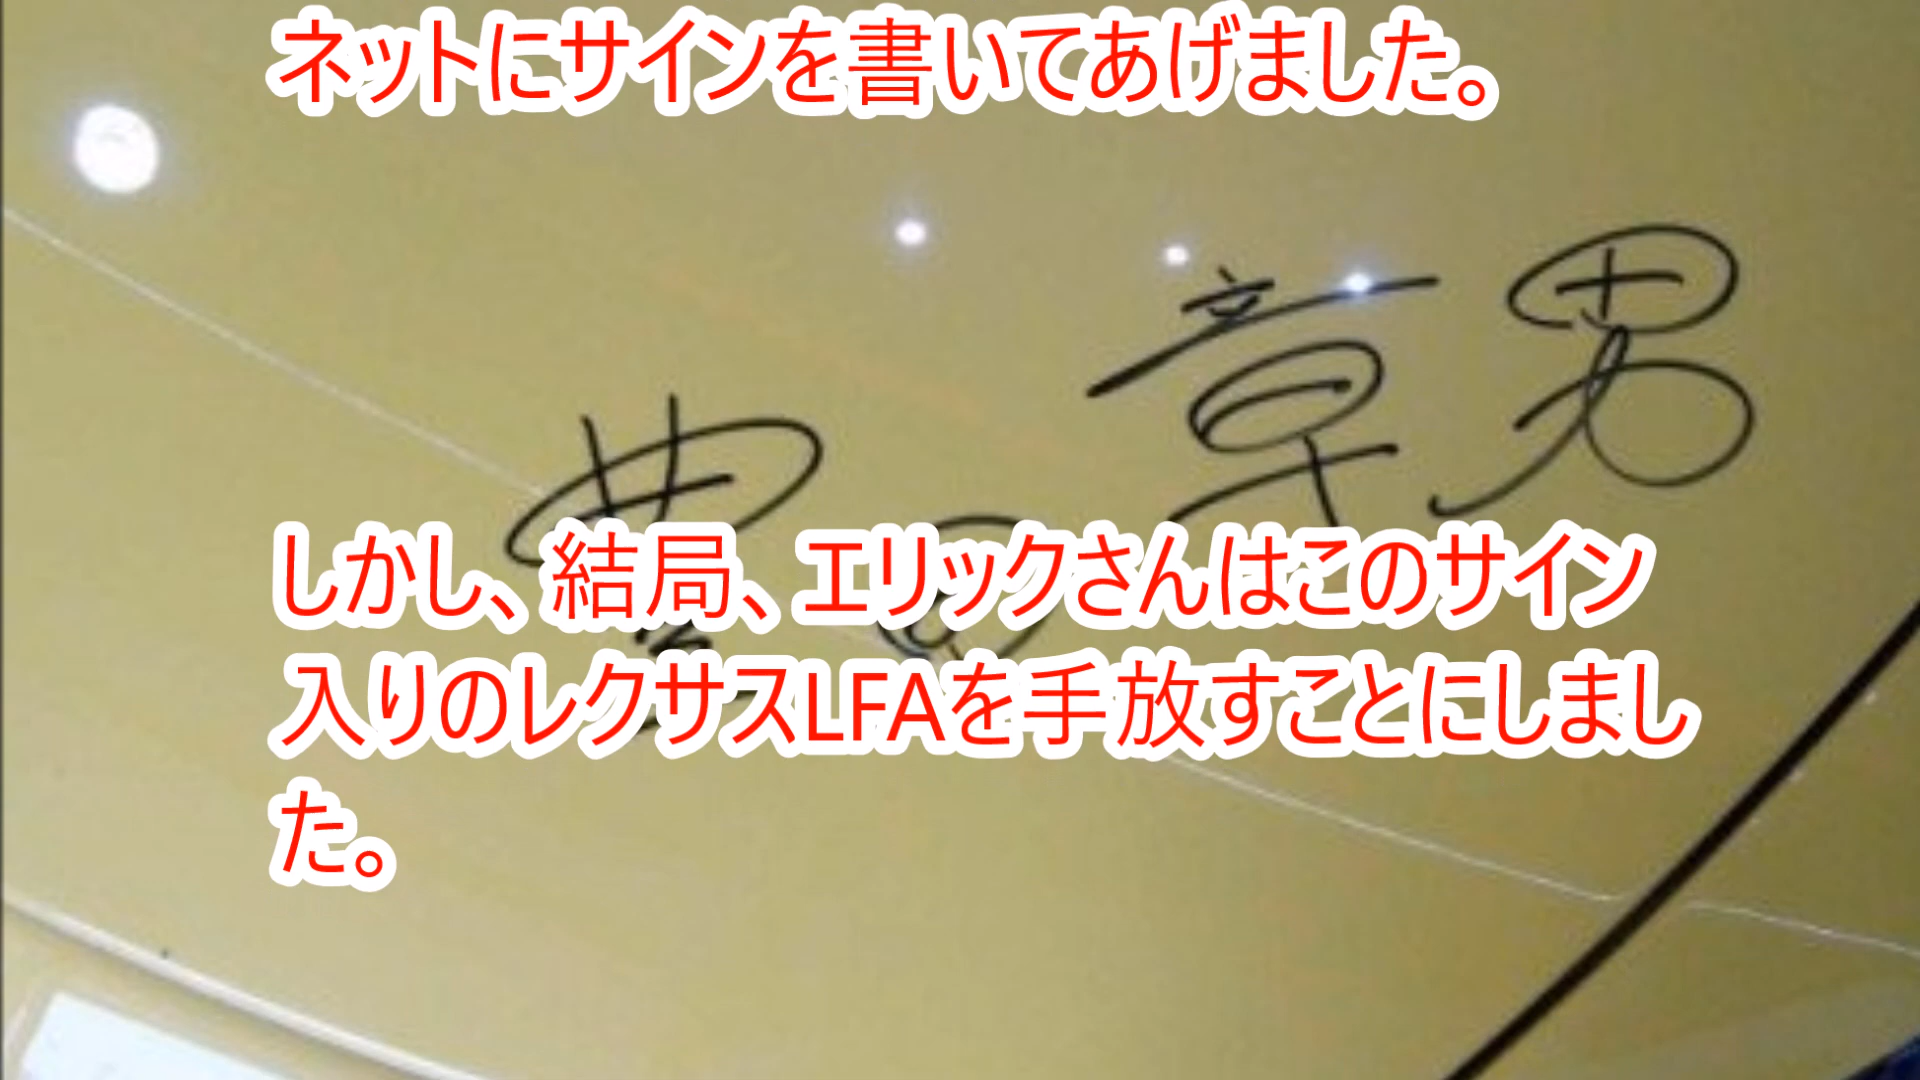 ネットにサインを書いてあげました。
章男
しかし、結局、エリックさんはこのサイン
入りのレクサスLFAを手放すことにしまし
た。